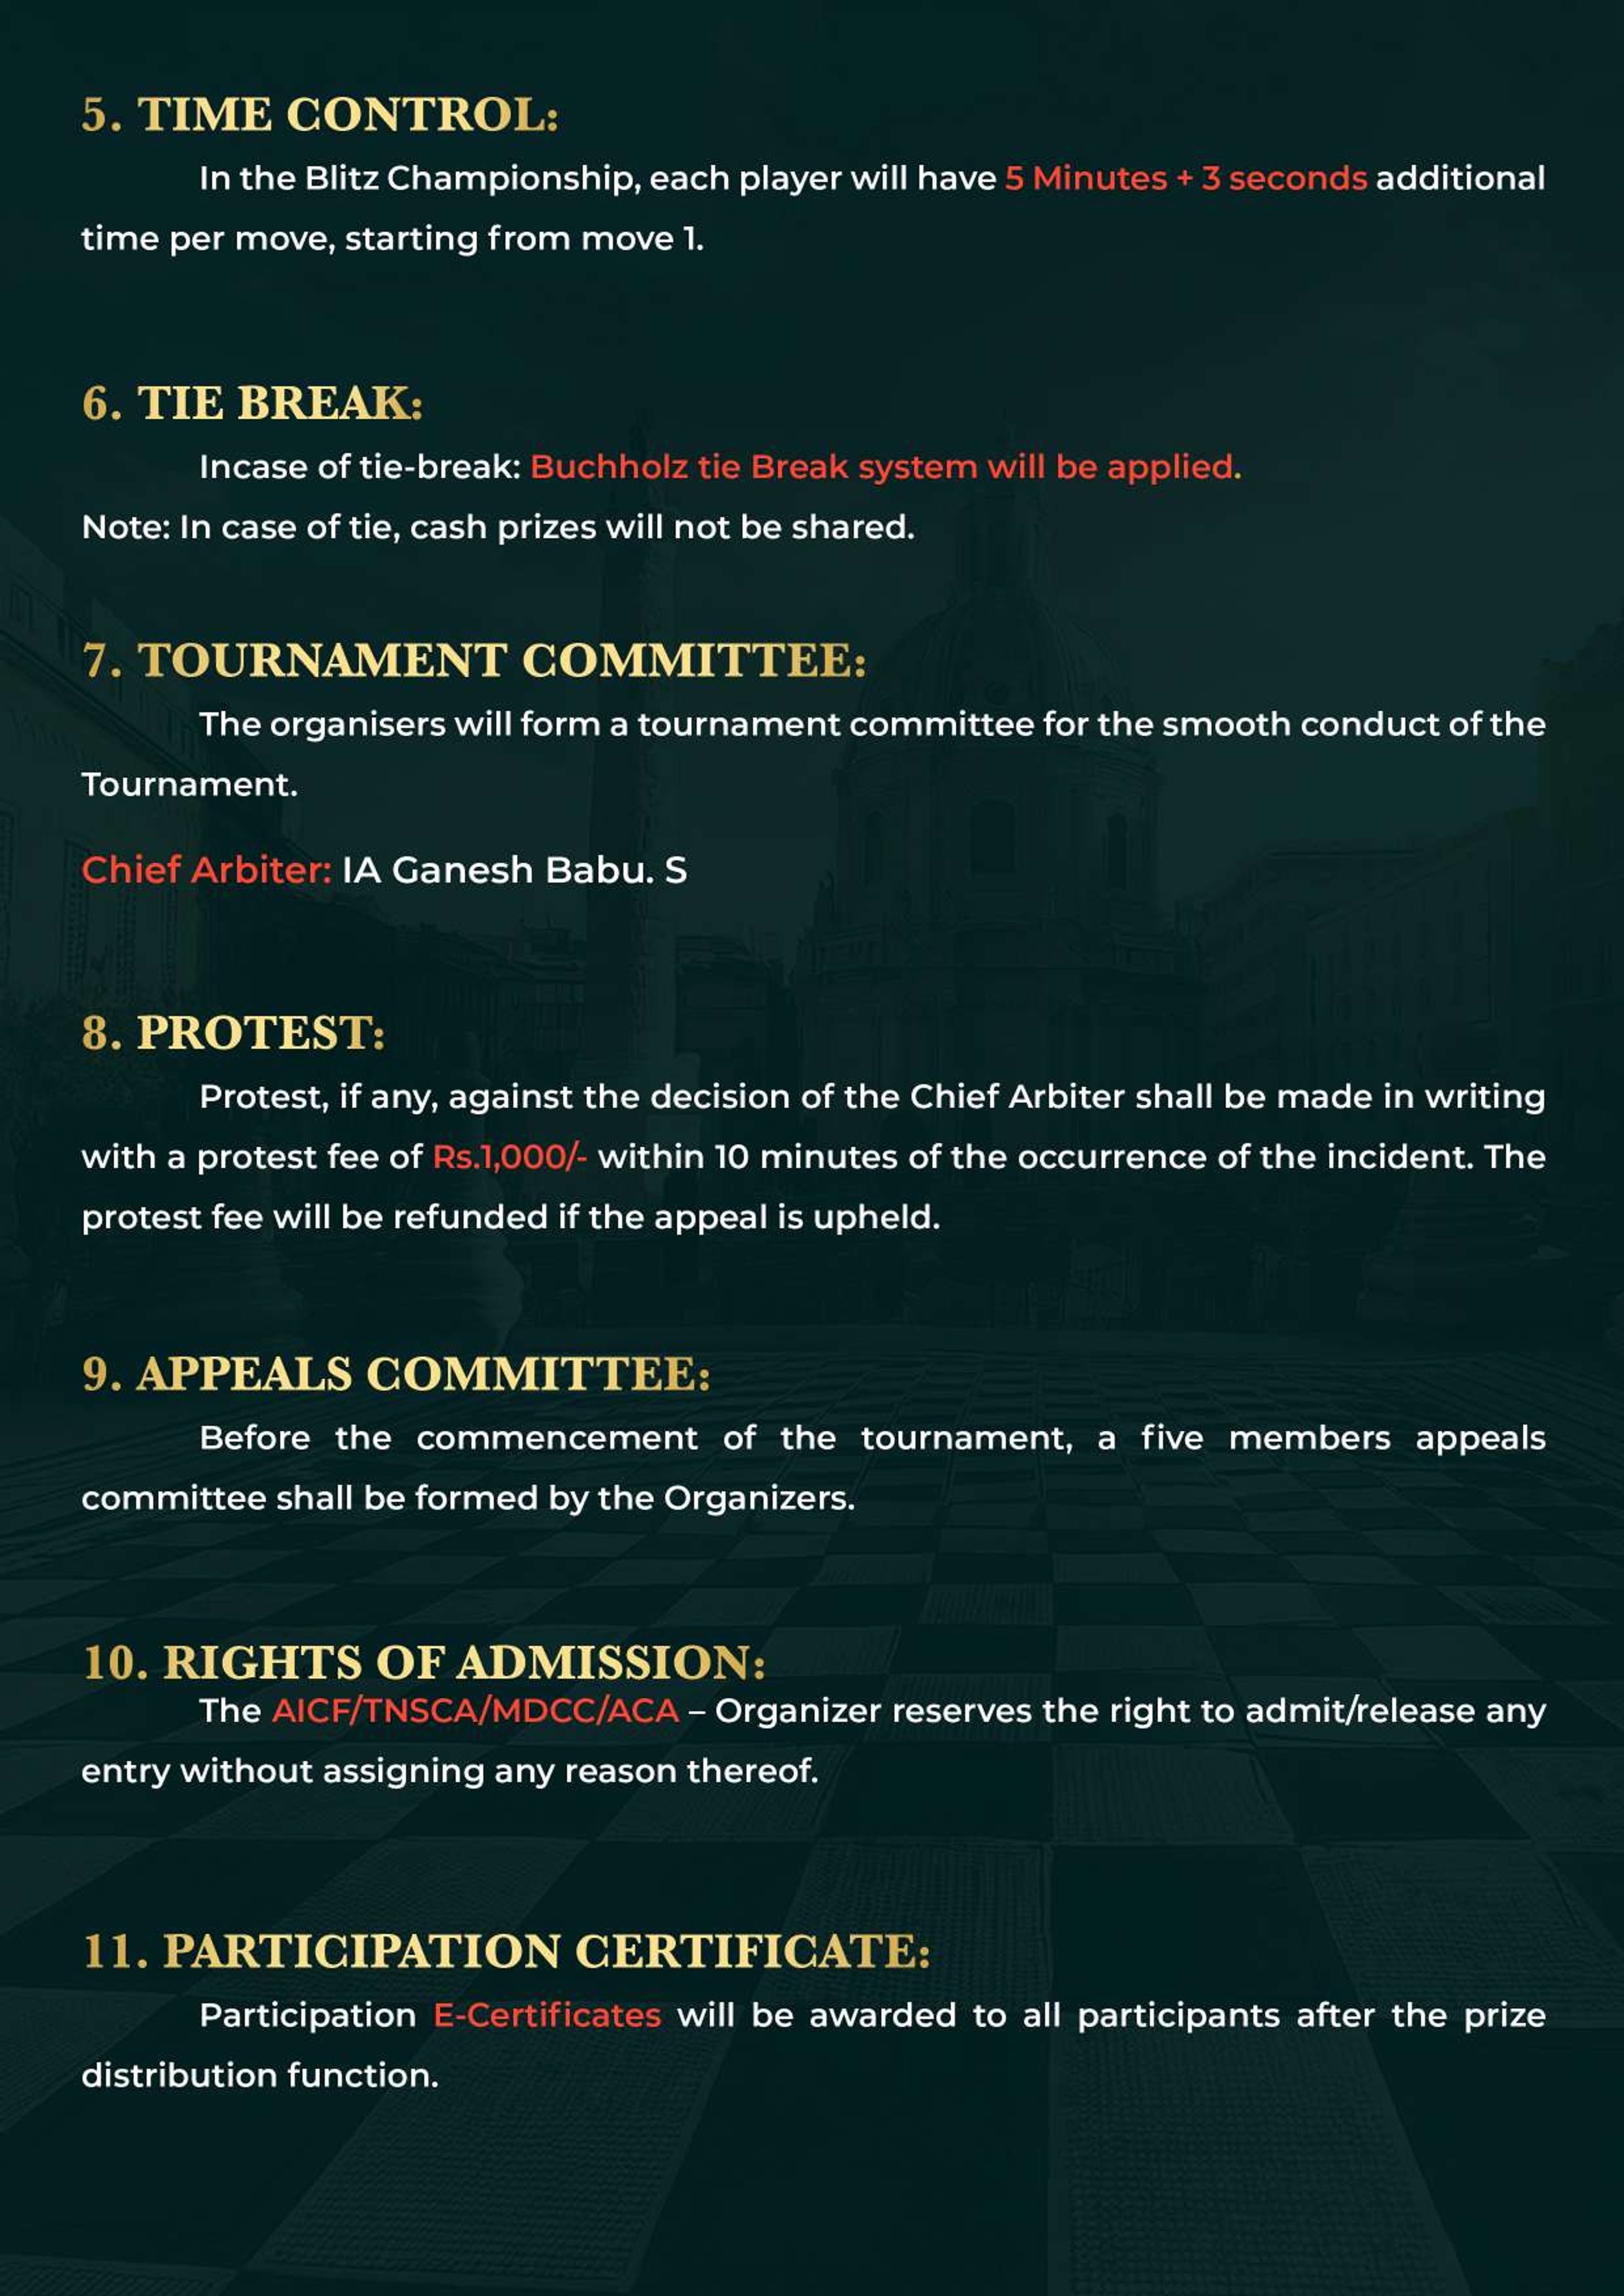 5. TIME CONTROL:
In the Blitz Championship, each player will have 5 Minutes + 3 seconds additional
time per move, starting from move 1.
6. TIE BREAK:
Incase of tie-break: Buchholz tie Break system will be applied.
Note: In case of tie, cash prizes will not be shared.
7. TOURNAMENT COMMITTEE:
The organisers will form a tournament committee for the smooth conduct of the
Tournament.
Chief Arbiter: IA Ganesh Babu. S
8. PROTEST:
Protest, if any, against the decision of the Chief Arbiter shall be made in writing
with a protest fee of Rs.1,000/- within 10 minutes of the occurrence of the incident. The
protest fee will be refunded if the appeal is upheld.
9. APPEALS COMMITTEE:
Before the commencement of the tournament, a five members appeals
committee shall be formed by the Organizers.
10. RIGHTS OF ADMISSION:
The AICF/TNSCA/MDCC/ACA – Organizer reserves the right to admit/release any
entry without assigning any reason thereof.
11. PARTICIPATION CERTIFICATE:
Participation E-Certificates will be awarded to all participants after the prize
distribution function.